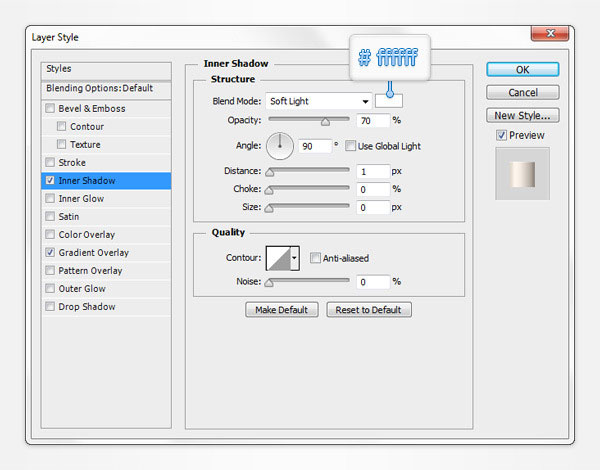 Layer Style
# ffffff
Styles
Blending Options:Default
Bevel & Emboss
Contour
Texture
Stroke
Inner Shadow
Inner Glow
Satin
Color Overlay
Gradient Overlay
Pattern Overlay
Outer Glow
Drop Shadow
Inner Shadow
Structure
Blend Mode: Soft Light
Opacity: 70 %
Angle: 90 ° Use Global Light
Distance: 1 px
Choke: 0 %
Size: 0 px
Quality
Contour: Anti-aliased
Noise: 0 %
Make Default Reset to Default
OK
Cancel
New Style...
Preview